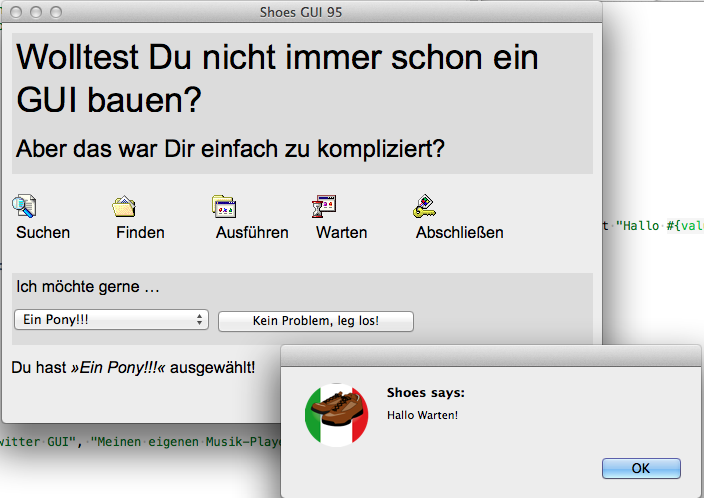 Shoes GUI 95
Wolltest Du nicht immer schon ein
GUI bauen?
Aber das war Dir einfach zu kompliziert?
Suchen Finden Ausführen Warten Abschließen
t "Hallo #{val
Ich möchte gerne …
Ein Pony!!! Kein Problem, leg los!
Du hast »Ein Pony!!!« ausgewählt!
Shoes says:
Hallo Warten!
witter GUI", "Meinen eigenen Musik-Playe
OK